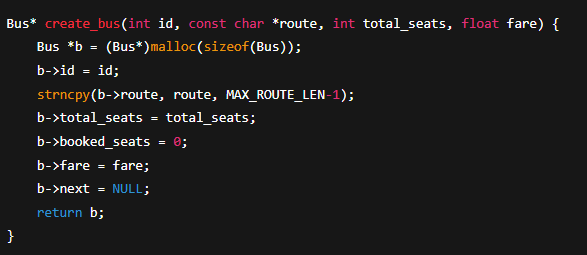 Bus* create_bus(int id, const char *route, int total_seats, float fare) {
    Bus *b = (Bus*)malloc(sizeof(Bus));
    b->id = id;
    strncpy(b->route, route, MAX_ROUTE_LEN-1);
    b->total_seats = total_seats;
    b->booked_seats = 0;
    b->fare = fare;
    b->next = NULL;
    return b;
}